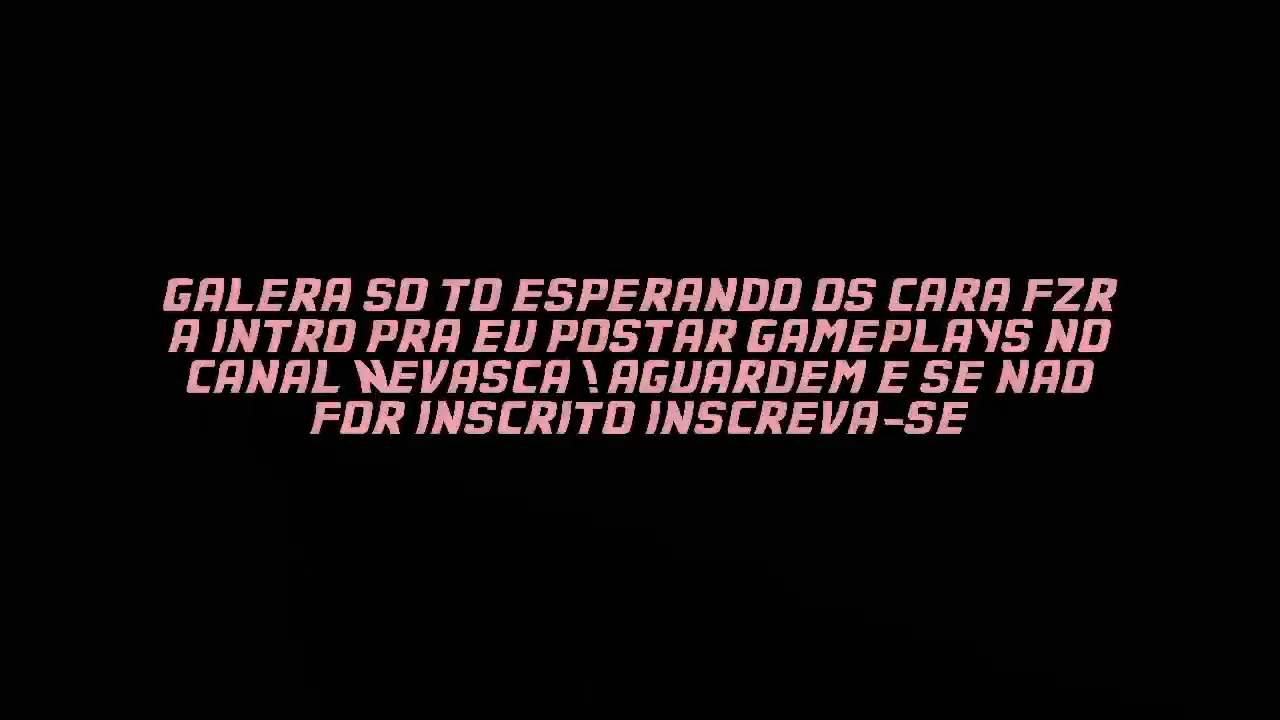 GALERA SO TO ESPERANDO OS CARA FZR
A INTRO PRA EU POSTAR GAMEPLAYS NO
CANAL \NEVASCA \ AGUARDEM E SE NAO
FOR INSCRITO INSCREVA-SE